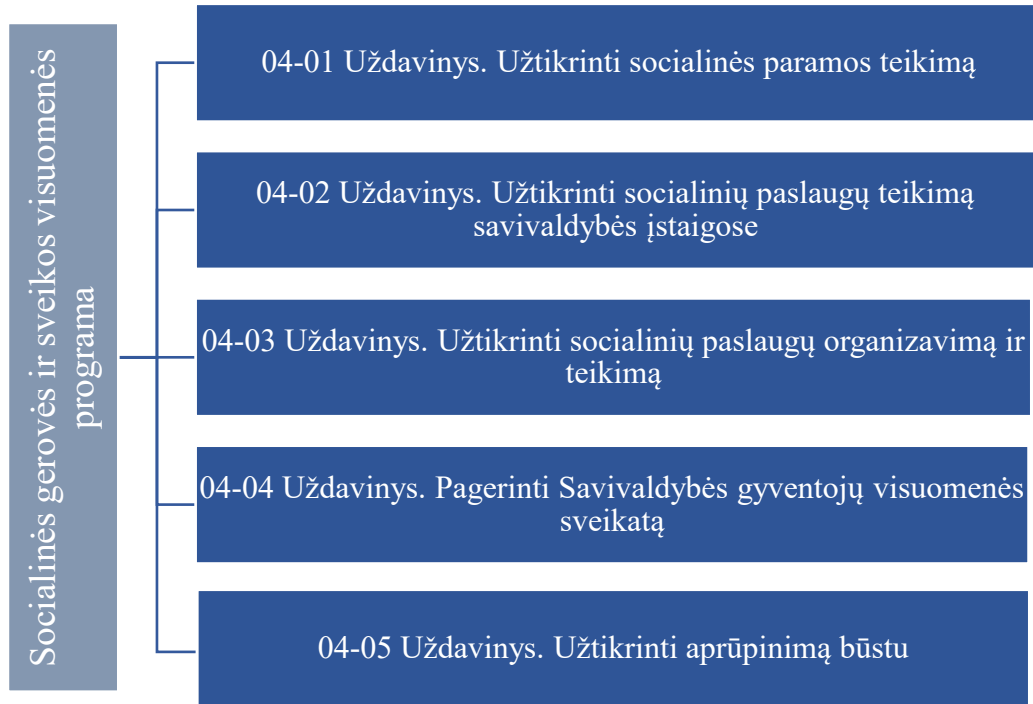 Socialinės gerovės ir sveikos visuomenės
programa
04-01 Uždavinys. Užtikrinti socialinės paramos teikimą
04-02 Uždavinys. Užtikrinti socialinių paslaugų teikimą
savivaldybės įstaigose
04-03 Uždavinys. Užtikrinti socialinių paslaugų organizavimą ir
teikimą
04-04 Uždavinys. Pagerinti Savivaldybės gyventojų visuomenės
sveikatą
04-05 Uždavinys. Užtikrinti aprūpinimą būstu